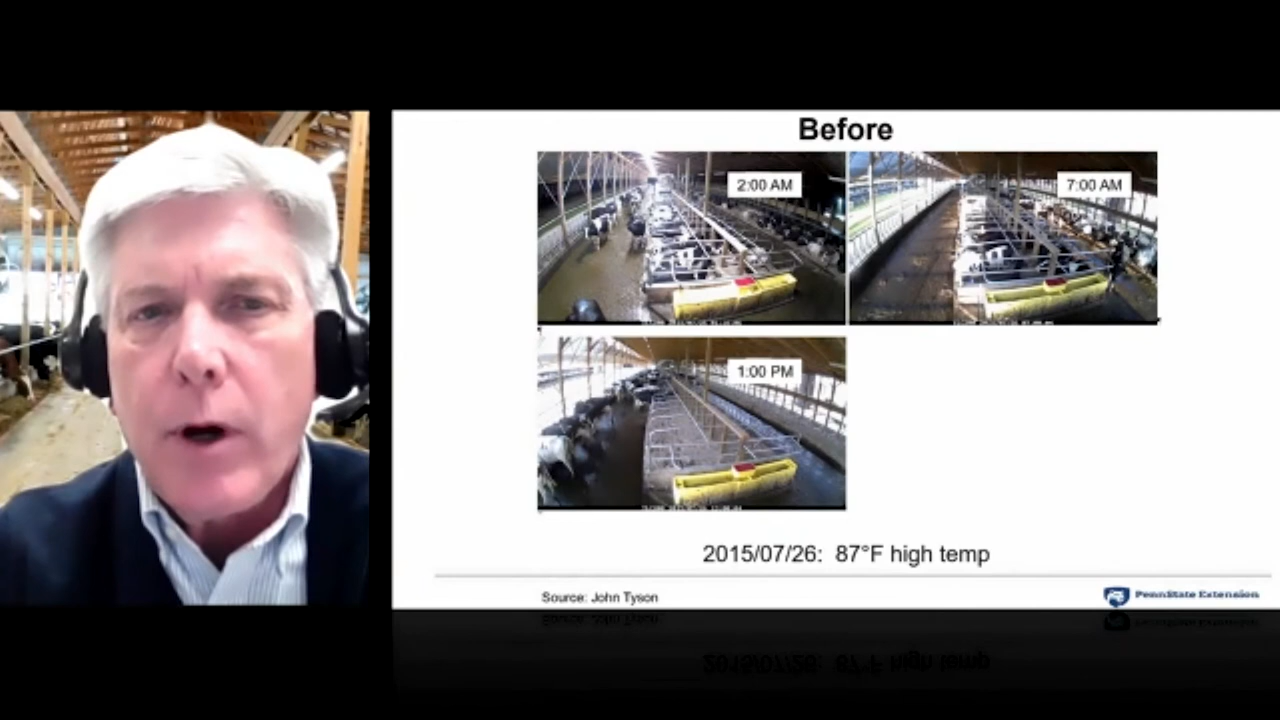 Before
2:00 AM
7:00 AM
1:00 PM
2015/07/26: 87°F high temp
Source: John Tyson
PennState Extension